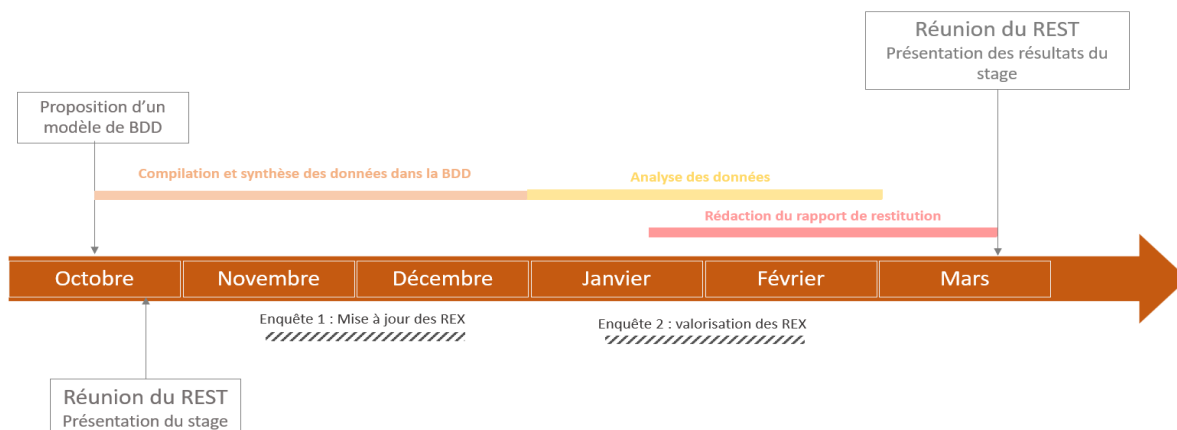 Réunion du REST
Présentation des résultats du
stage
Proposition d'un
modèle de BDD
Compilation et synthèse des données dans la BDD
Analyse des données
Rédaction du rapport de restitution
Octobre
Novembre
Décembre
Janvier
Février
Mars
Enquête 1 : Mise à jour des REX
Enquête 2 : valorisation des REX
Réunion du REST
Présentation du stage